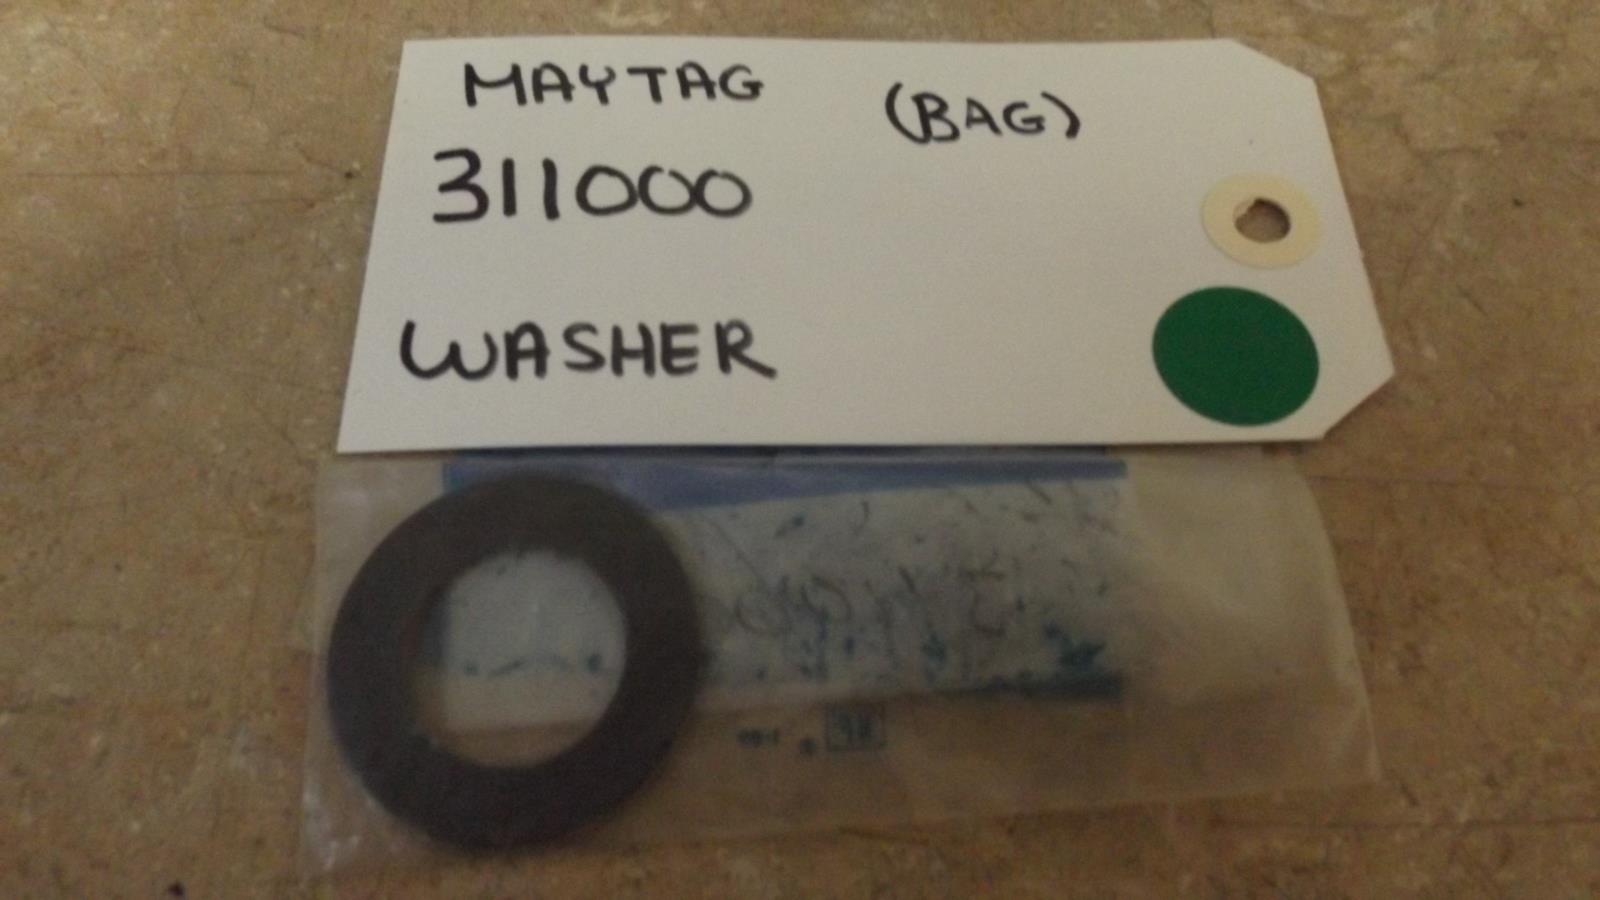 MAYTAG (BAG)
311000
WASHER